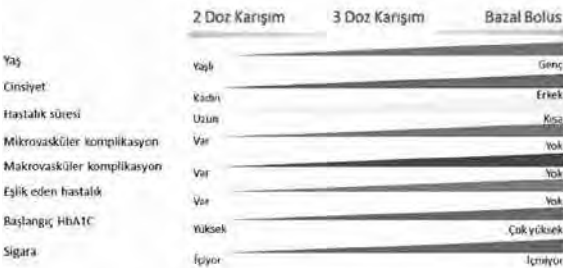 2 Doz Karışım 3 Doz Karışım Bazal Bolus
Yaş Yaşlı Genç
Cinsiyet Kadın Erkek
Hastalık süresi Uzun Kısa
Mikrovasküler komplikasyon Var Yok
Makrovasküler komplikasyon Var Yok
Eşlik eden hastalık Var Yok
Başlangıç HbA1C Yüksek Çok yüksek
Sigara İçiyor İçmiyor